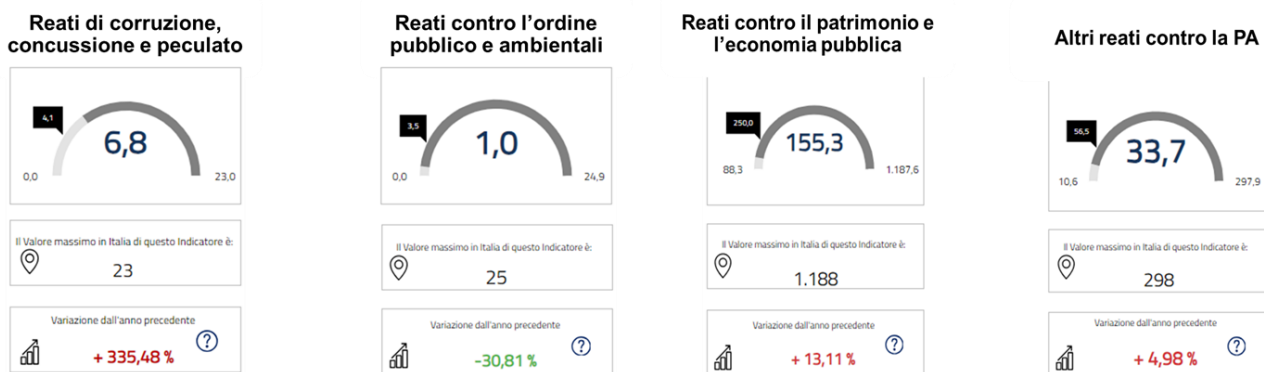 Reati di corruzione,
concussione e peculato
4,1
6,8
0,0
23,0
Il Valore massimo in Italia di questo Indicatore è:
23
Variazione dall'anno precedente
?
+ 335,48 %
Reati contro l'ordine
pubblico e ambientali
3,5
1,0
0,0
24,9
Il Valore massimo in Italia di questo Indicatore è:
25
Variazione dall'anno precedente
?
-30,81 %
Reati contro il patrimonio e
l'economia pubblica
250,0
155,3
88,3
1.187,6
Il Valore massimo in Italia di questo Indicatore è:
1.188
Variazione dall'anno precedente
?
+ 13,11 %
Altri reati contro la PA
56,5
33,7
10,6
297,9
Il Valore massimo in Italia di questo Indicatore è:
298
Variazione dall'anno precedente
?
+ 4,98 %